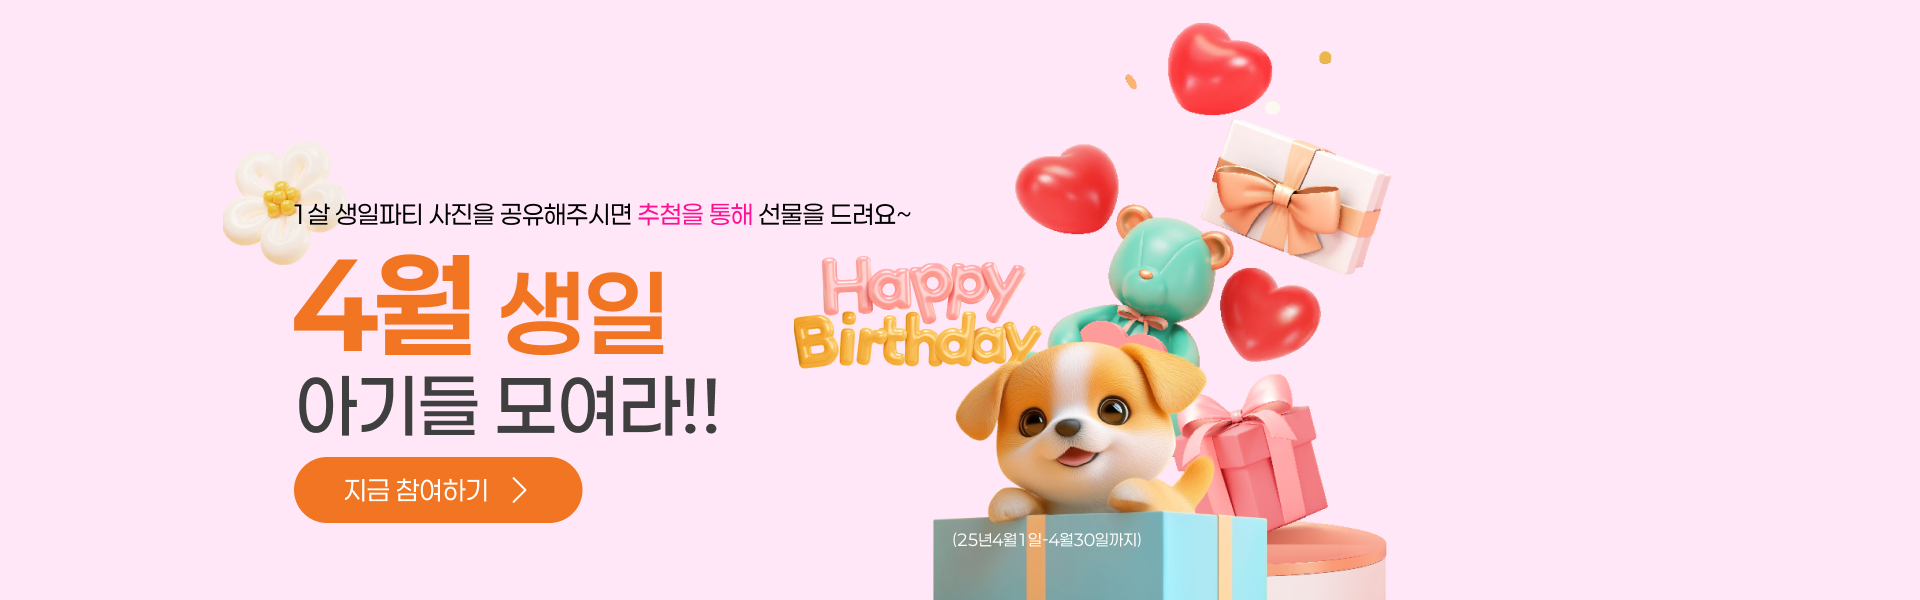 1살 생일파티 사진을 공유해주시면 추첨을 통해 선물을 드려요~
4월 생일
아기들 모여라!!
지금 참여하기
Happy
Birthday
(25년4월1일-4월30일까지)